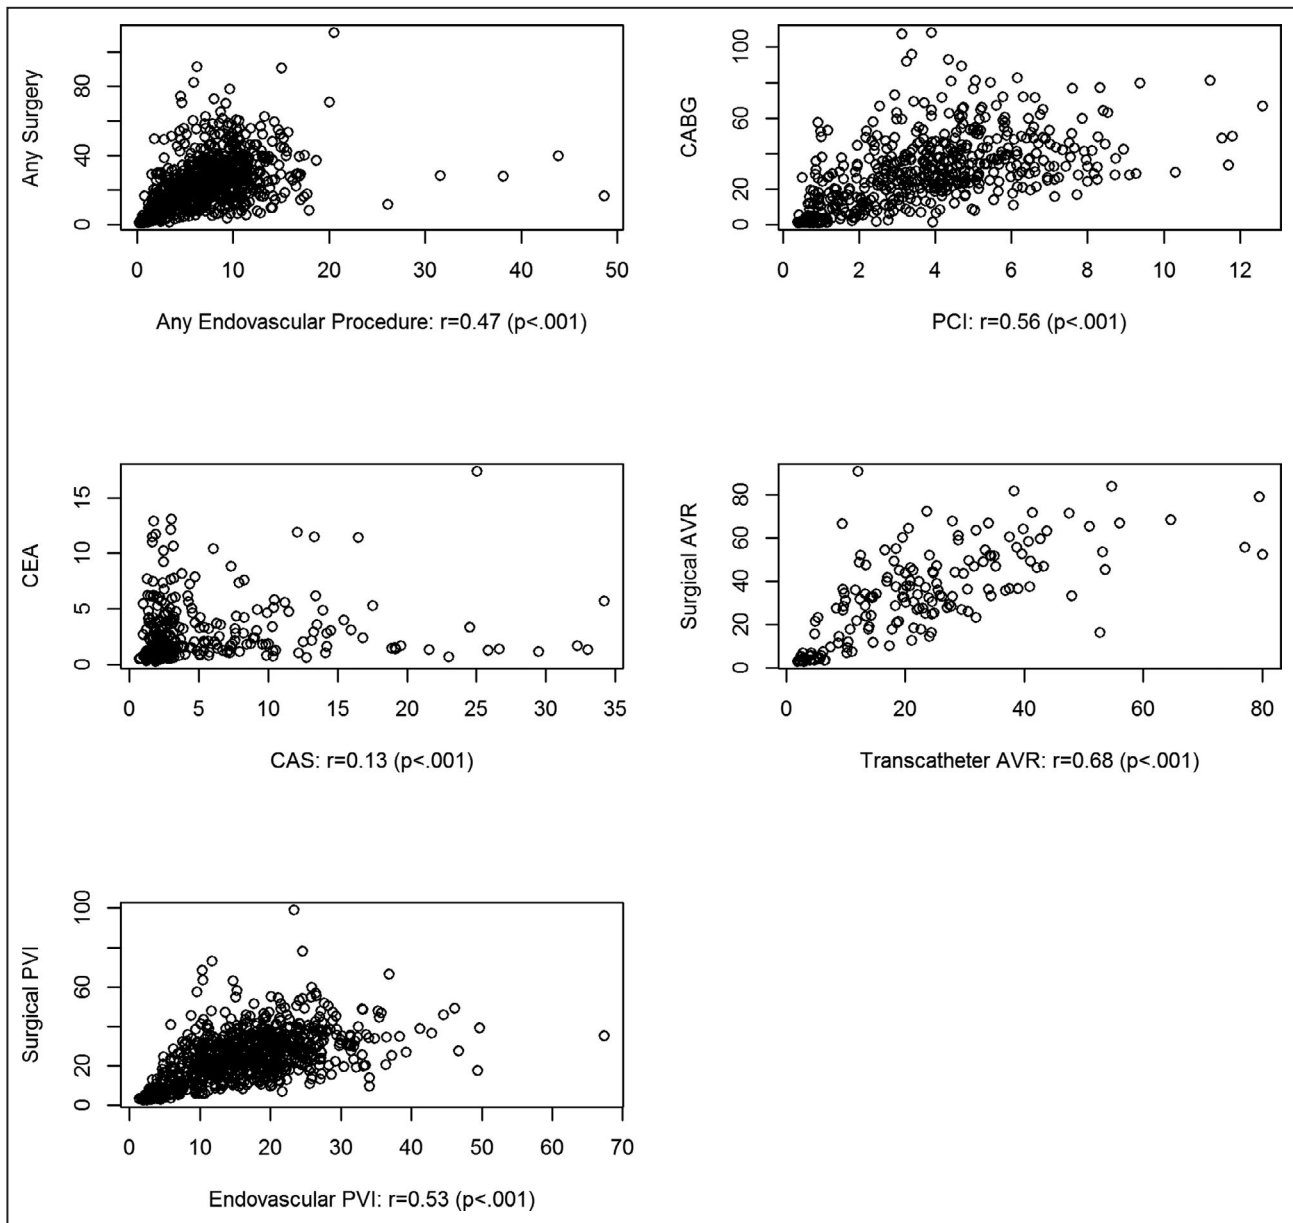 Any Surgery
80
40
0
0 10 20 30 40 50
Any Endovascular Procedure: r=0.47 (p<.001)
CABG
100
60
20
0
0 2 4 6 8 10 12
PCI: r=0.56 (p<.001)
CEA
15
10
5
0
0 5 10 15 20 25 30 35
CAS: r=0.13 (p<.001)
Surgical AVR
80
60
40
20
0
0 20 40 60 80
Transcatheter AVR: r=0.68 (p<.001)
Surgical PVI
100
60
20
0
0 10 20 30 40 50 60 70
Endovascular PVI: r=0.53 (p<.001)